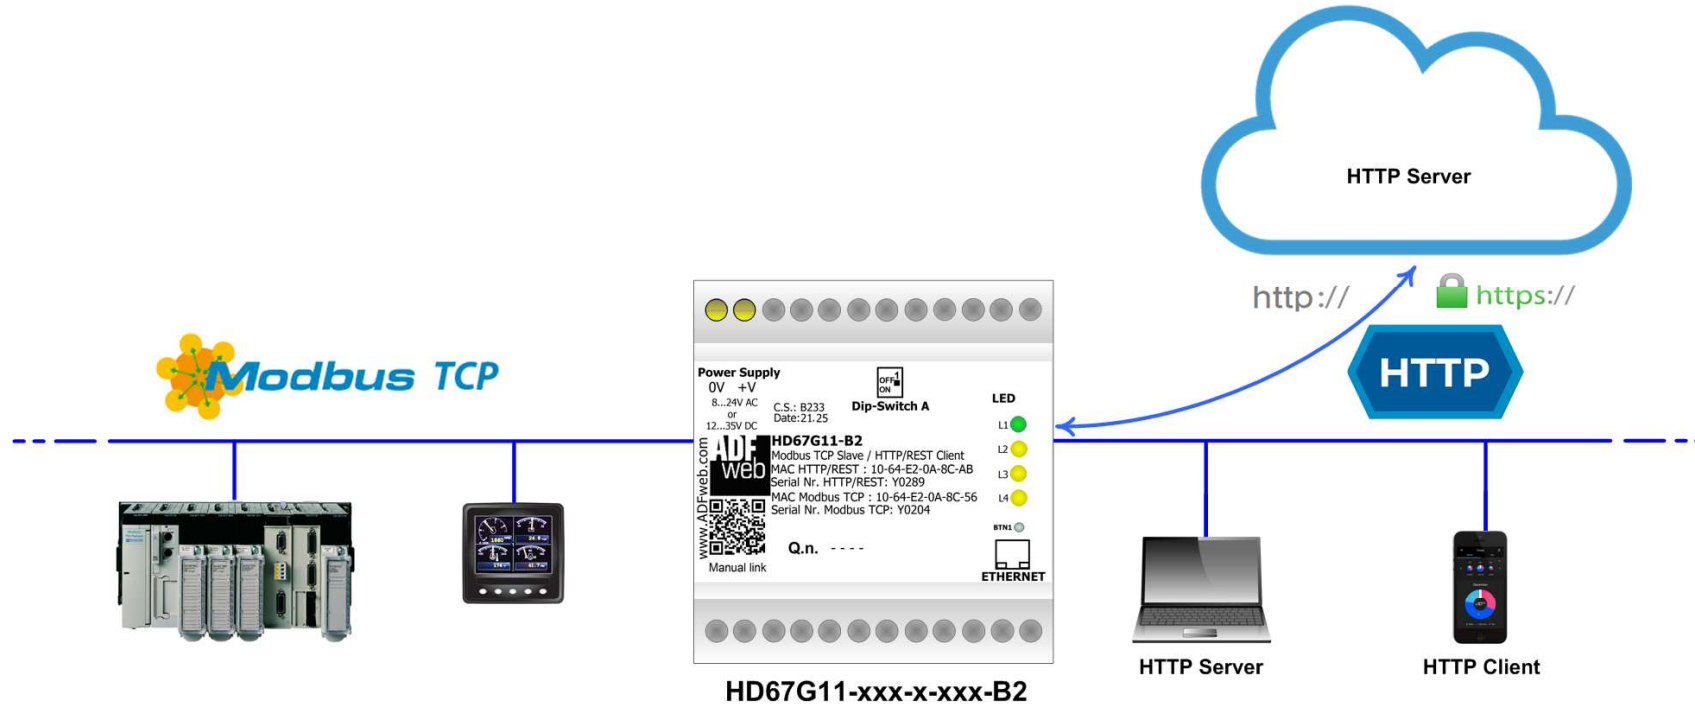 HTTP Server
http://
https://
HTTP
Modbus TCP
Power Supply
0V +V
8...24V AC
or
12...35V DC
C.S.: B233
Date:21.25
OFF 1
ON
Dip-Switch A
LED
L1
L2
L3
L4
BTN1
ETHERNET
www.ADFweb.com
ADF
web
HD67G11-B2
Modbus TCP Slave / HTTP/REST Client
MAC HTTP/REST : 10-64-E2-0A-8C-AB
Serial Nr. HTTP/REST: Y0289
MAC Modbus TCP : 10-64-E2-0A-8C-56
Serial Nr. Modbus TCP: Y0204
Q.n. - - - -
Manual link
HTTP Server
HTTP Client
HD67G11-xxx-x-xxx-B2